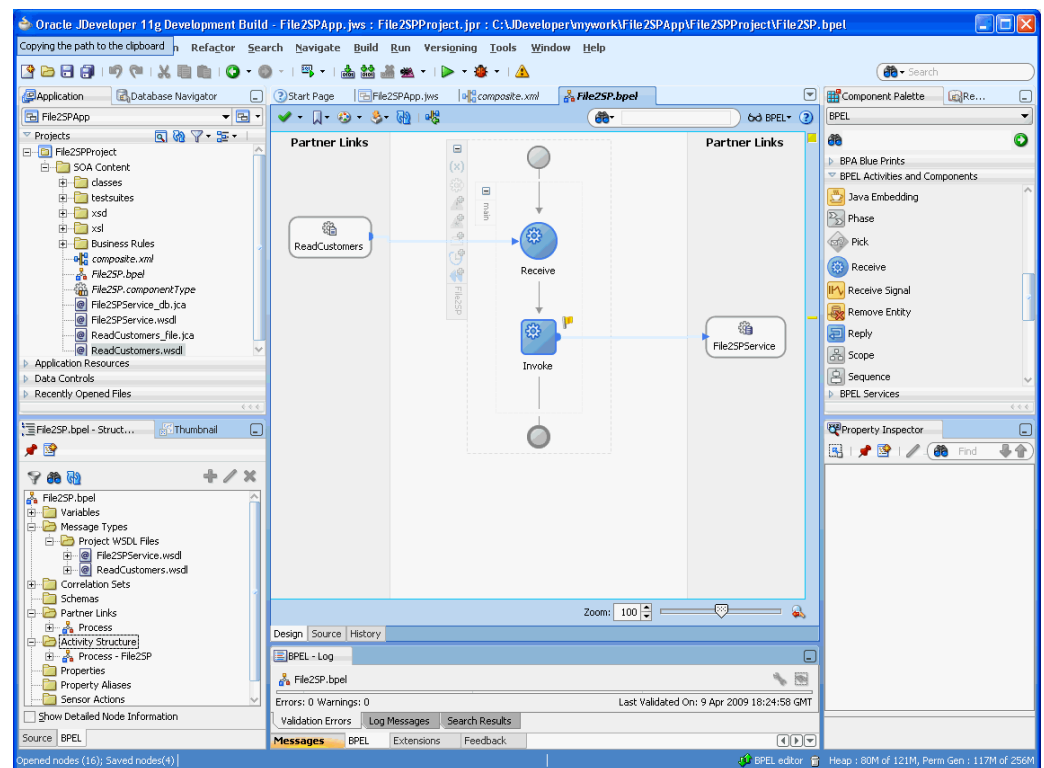 Oracle JDeveloper 11g Development Build - File2SPApp.jws : File2SPProject.jpr : C:\JDeveloper\mywork\File2SPApp\File2SPProject\File2SP.bpel
Copying the path to the clipboard
Refactor Search Navigate Build Run Versioning Tools Window Help
Search
Application
Database Navigator
File2SPApp
Projects
File2SPProject
SOA Content
classes
testsuites
xsd
xsl
Business Rules
composite.xml
File2SP.bpel
File2SP.componentType
File2SPService_db.jca
File2SPService.wsdl
ReadCustomers_file.jca
ReadCustomers.wsdl
Application Resources
Data Controls
Recently Opened Files
File2SP.bpel - Struct...
Thumbnail
File2SP.bpel
Variables
Message Types
Project WSDL Files
File2SPService.wsdl
ReadCustomers.wsdl
Correlation Sets
Schemas
Partner Links
Process
Activity Structure
Process - File2SP
Properties
Property Aliases
Sensor Actions
Show Detailed Node Information
Source BPEL
Start Page
File2SPApp.jws
composite.xml
File2SP.bpel
BPEL
Partner Links
Partner Links
(x)
main
ReadCustomers
Receive
File2SP
Invoke
File2SPService
Zoom: 100
Design Source History
BPEL - Log
File2SP.bpel
Errors: 0 Warnings: 0
Last Validated On: 9 Apr 2009 18:24:58 GMT
Validation Errors Log Messages Search Results
Messages BPEL Extensions Feedback
Component Palette
Re...
BPEL
BPA Blue Prints
BPEL Activities and Components
Java Embedding
Phase
Pick
Receive
Receive Signal
Remove Entity
Reply
Scope
Sequence
BPEL Services
Property Inspector
Find
Opened nodes (16); Saved nodes(4)
BPEL editor
Heap : 80M of 121M, Perm Gen : 117M of 256M